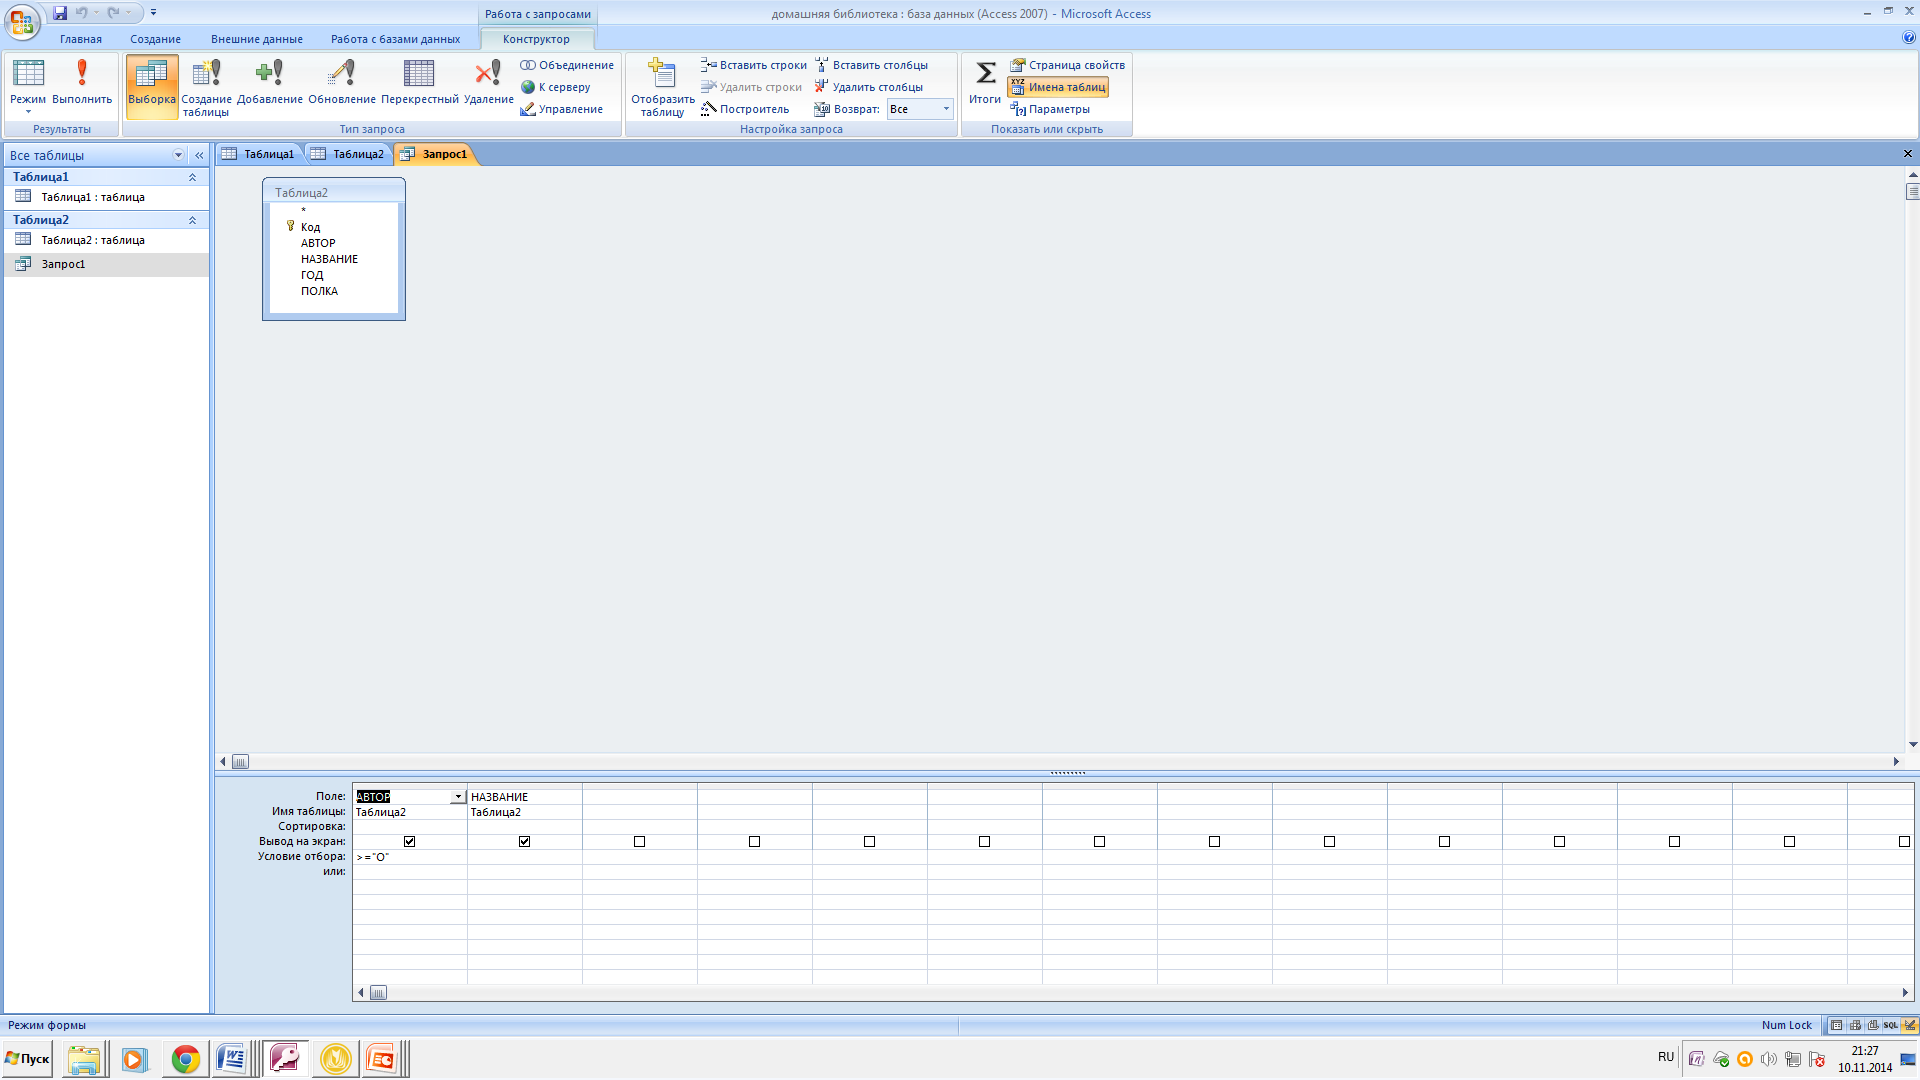 Работа с запросами
домашняя библиотека : база данных (Access 2007) - Microsoft Access
Главная Создание Внешние данные Работа с базами данных Конструктор
Режим Выполнить
Результаты
Выборка Создание таблицы Добавление Обновление Перекрестный Удаление
Объединение
К серверу
Управление
Тип запроса
Отобразить таблицу
Вставить строки
Удалить строки
Построитель
Вставить столбцы
Удалить столбцы
Возврат: Все
Настройка запроса
Итоги
Страница свойств
XYZ Имена таблиц
Параметры
Показать или скрыть
Все таблицы
Таблица1
Таблица1 : таблица
Таблица2
Таблица2 : таблица
Запрос1
Таблица1 Таблица2 Запрос1
Таблица2
*
Код
АВТОР
НАЗВАНИЕ
ГОД
ПОЛКА
Поле: АВТОР НАЗВАНИЕ
Имя таблицы: Таблица2 Таблица2
Сортировка:
Вывод на экран:
Условие отбора: >="О"
или:
Режим формы
Num Lock
SQL
Пуск
RU
21:27
10.11.2014